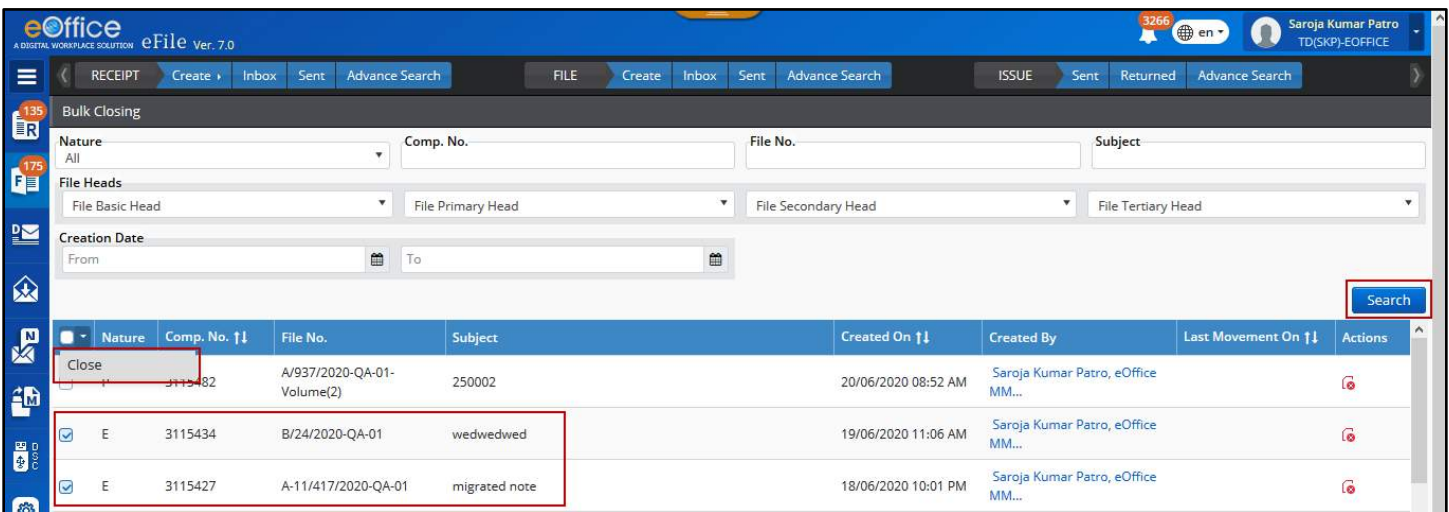 eOffice
A DIGITAL WORKPLACE SOLUTION eFile Ver. 7.0
3266 en Saroja Kumar Patro
TD(SKP)-EOFFICE
RECEIPT Create Inbox Sent Advance Search FILE Create Inbox Sent Advance Search ISSUE Sent Returned Advance Search
135 R
Bulk Closing
Nature Comp. No. File No. Subject
All
175 F
File Heads
File Basic Head File Primary Head File Secondary Head File Tertiary Head
D
Creation Date
From To
Search
N
Nature Comp. No. File No. Subject Created On Created By Last Movement On Actions
Close
3115482 A/937/2020-QA-01-Volume(2) 250002 20/06/2020 08:52 AM Saroja Kumar Patro, eOffice MM...
M
E 3115434 B/24/2020-QA-01 wedwedwed 19/06/2020 11:06 AM Saroja Kumar Patro, eOffice MM...
DSC
E 3115427 A-11/417/2020-QA-01 migrated note 18/06/2020 10:01 PM Saroja Kumar Patro, eOffice MM...